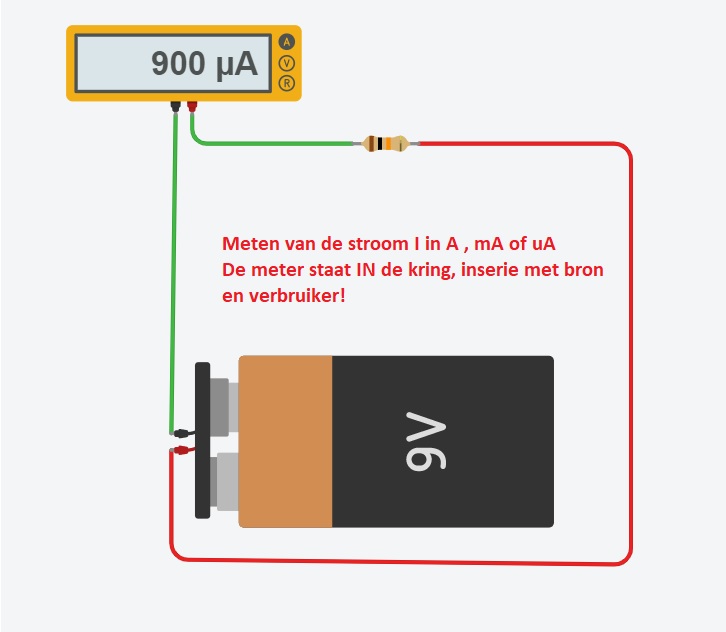 900 µA
A
V
R
Meten van de stroom I in A , mA of uA
De meter staat IN de kring, inserie met bron
en verbruiker!
9V